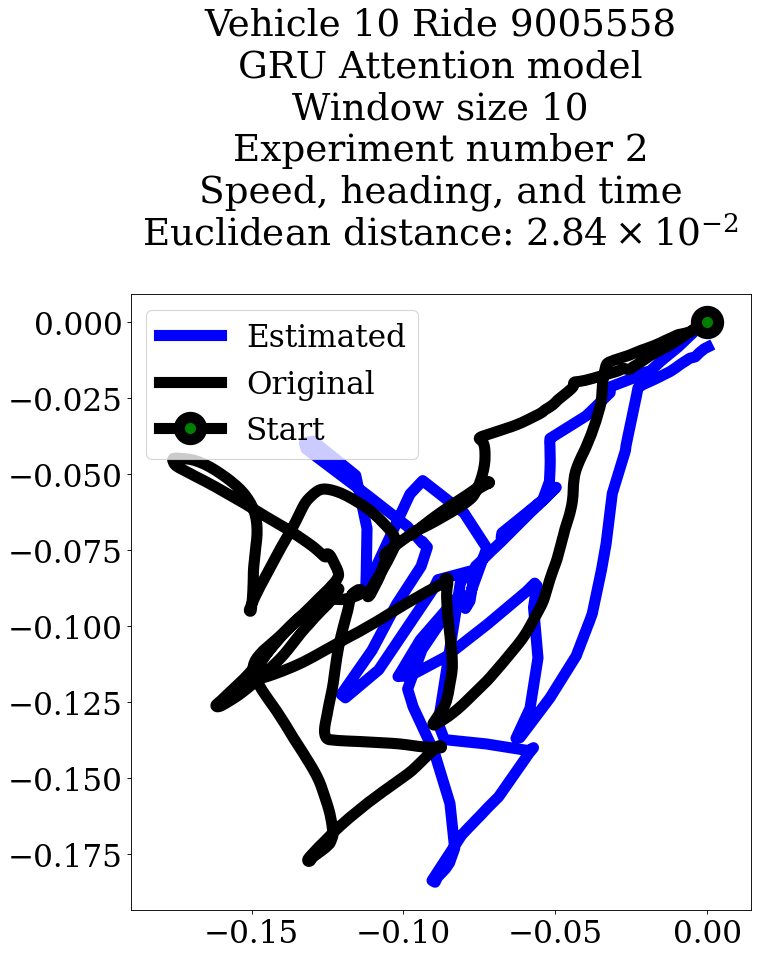 Vehicle 10 Ride 9005558
GRU Attention model
Window size 10
Experiment number 2
Speed, heading, and time
Euclidean distance: 2.84 × 10⁻²
Estimated
Original
Start
0.000
−0.025
−0.050
−0.075
−0.100
−0.125
−0.150
−0.175
−0.15
−0.10
−0.05
0.00